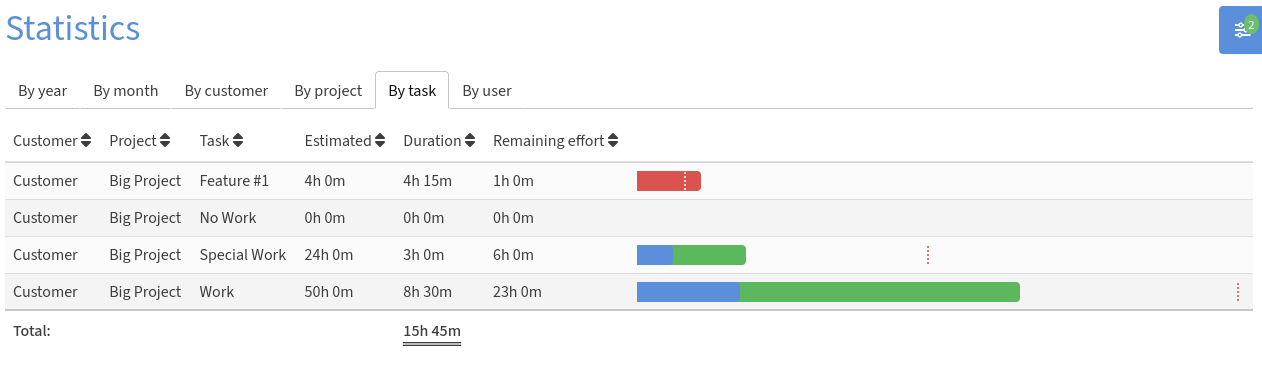 Statistics
2
By year By month By customer By project By task By user
Customer Project Task Estimated Duration Remaining effort
Customer Big Project Feature #1 4h 0m 4h 15m 1h 0m
Customer Big Project No Work 0h 0m 0h 0m 0h 0m
Customer Big Project Special Work 24h 0m 3h 0m 6h 0m
Customer Big Project Work 50h 0m 8h 30m 23h 0m
Total: 15h 45m